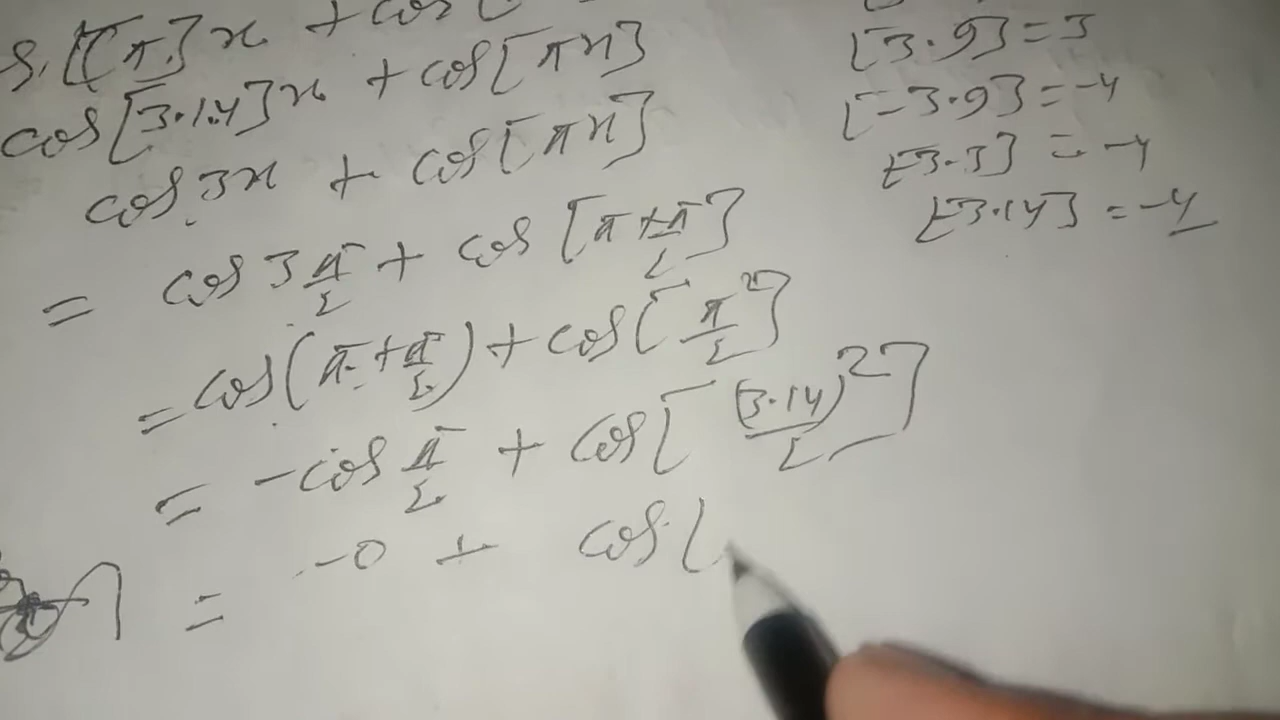 [π]x + cos[
cos[3.14]x + cos[πx]
cos 3x + cos[πx]
= cos 3π/2 + cos [π×π/2]
= cos(π+π/2) + cos[π²/2]
= -cos π/2 + cos[(3.14)²/2]
= -0 + cos[
[3.9] = 3
[-3.9] = -4
[-3.3] = -4
[-3.14] = -4